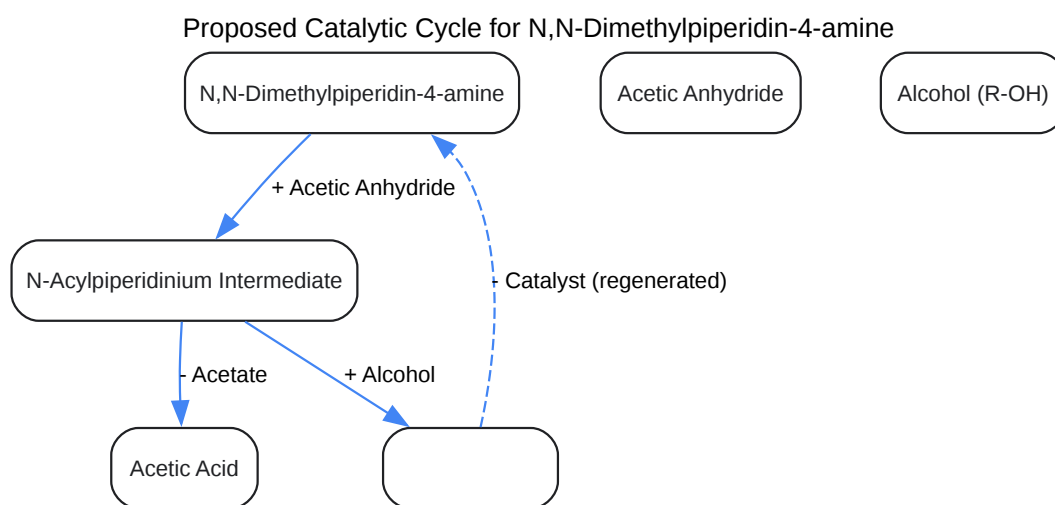 Proposed Catalytic Cycle for N,N-Dimethylpiperidin-4-amine
N,N-Dimethylpiperidin-4-amine
Acetic Anhydride
Alcohol (R-OH)
+ Acetic Anhydride
N-Acylpiperidinium Intermediate
- Catalyst (regenerated)
- Acetate
+ Alcohol
Acetic Acid